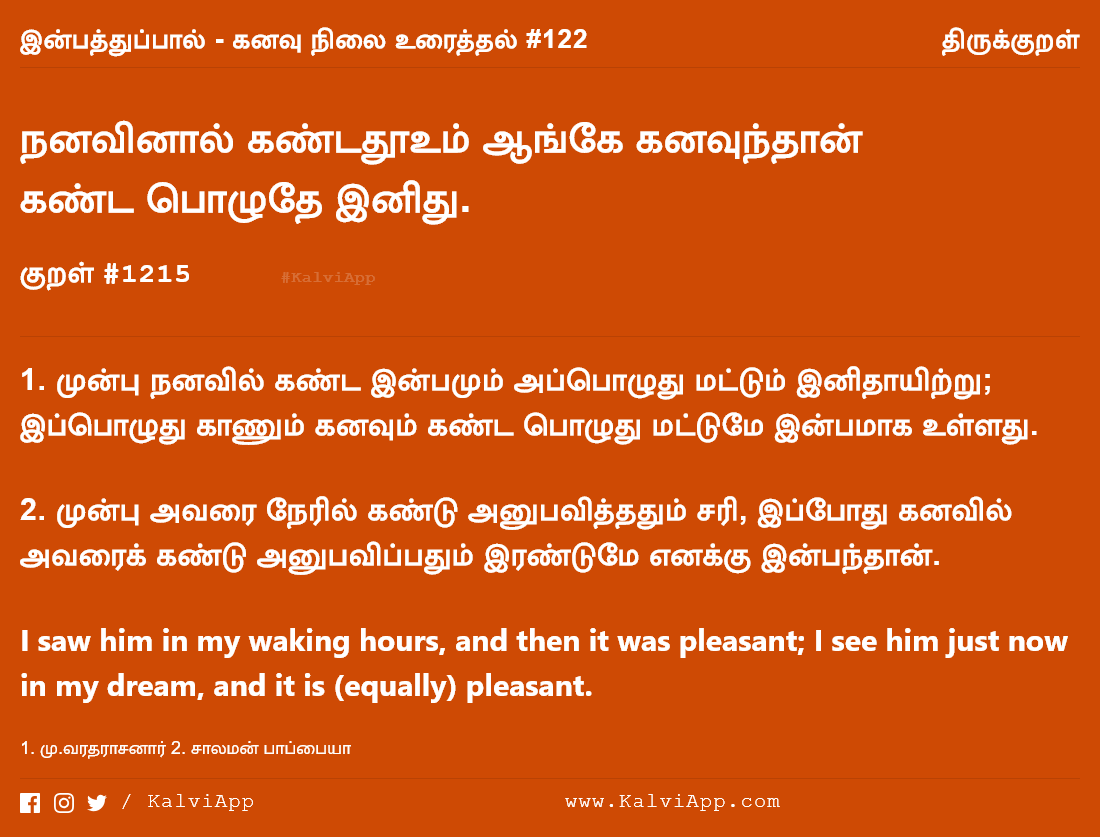 இன்பத்துப்பால் - கனவு நிலை உரைத்தல் #122
திருக்குறள்
நனவினால் கண்டதூஉம் ஆங்கே கனவுந்தான்
கண்ட பொழுதே இனிது.
குறள் #1215
#KalviApp
1. முன்பு நனவில் கண்ட இன்பமும் அப்பொழுது மட்டும் இனிதாயிற்று;
இப்பொழுது காணும் கனவும் கண்ட பொழுது மட்டுமே இன்பமாக உள்ளது.
2. முன்பு அவரை நேரில் கண்டு அனுபவித்ததும் சரி, இப்போது கனவில்
அவரைக் கண்டு அனுபவிப்பதும் இரண்டுமே எனக்கு இன்பந்தான்.
I saw him in my waking hours, and then it was pleasant; I see him just now
in my dream, and it is (equally) pleasant.
1. மு.வரதராசனார் 2. சாலமன் பாப்பையா
/ KalviApp
www.KalviApp.com